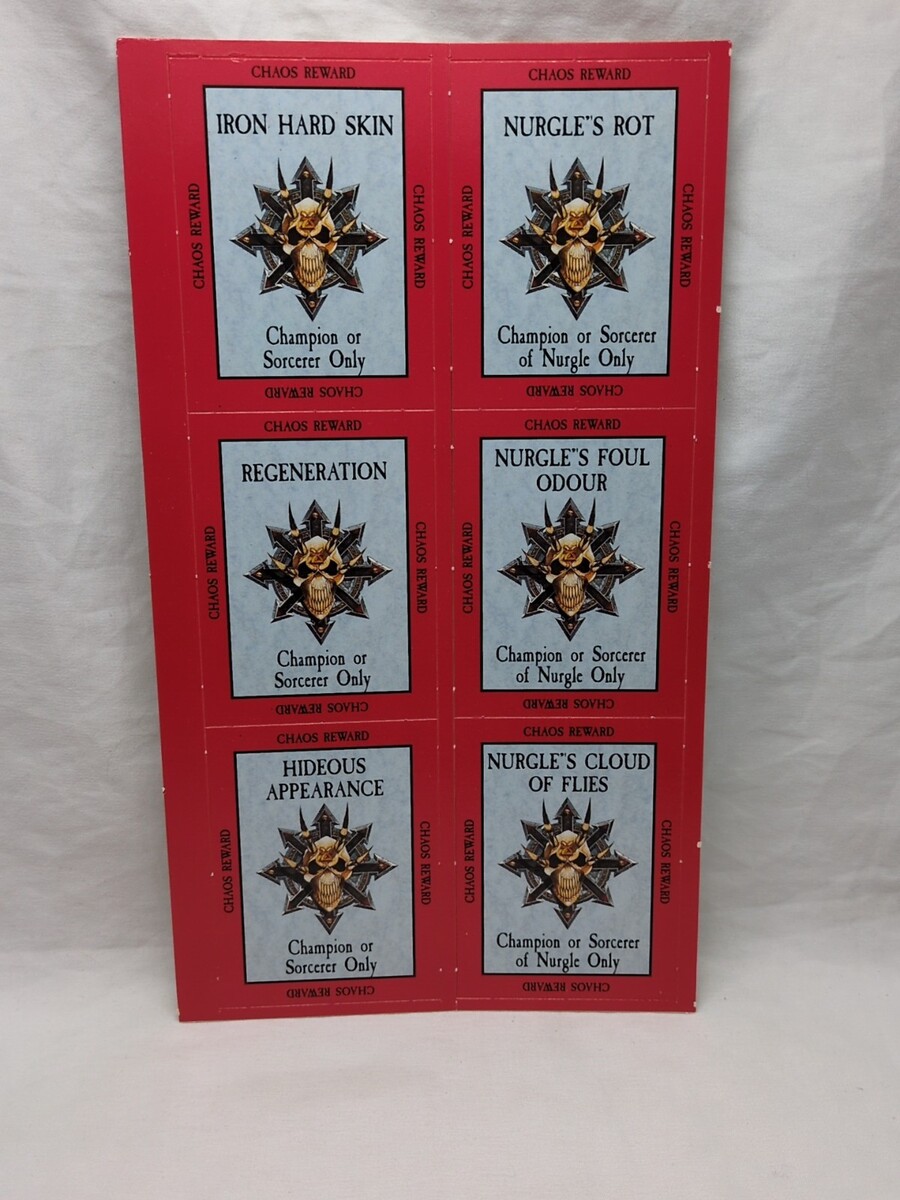 CHAOS REWARD
IRON HARD SKIN
CHAOS REWARD
CHAOS REWARD
Champion or
Sorcerer Only
CHAOS REWARD
CHAOS REWARD
NURGLE"S ROT
CHAOS REWARD
CHAOS REWARD
Champion or Sorcerer
of Nurgle Only
CHAOS REWARD
CHAOS REWARD
REGENERATION
CHAOS REWARD
CHAOS REWARD
Champion or
Sorcerer Only
CHAOS REWARD
CHAOS REWARD
NURGLE"S FOUL
ODOUR
CHAOS REWARD
CHAOS REWARD
Champion or Sorcerer
of Nurgle Only
CHAOS REWARD
CHAOS REWARD
HIDEOUS
APPEARANCE
CHAOS REWARD
CHAOS REWARD
Champion or
Sorcerer Only
CHAOS REWARD
CHAOS REWARD
NURGLE"S CLOUD
OF FLIES
CHAOS REWARD
CHAOS REWARD
Champion or Sorcerer
of Nurgle Only
CHAOS REWARD